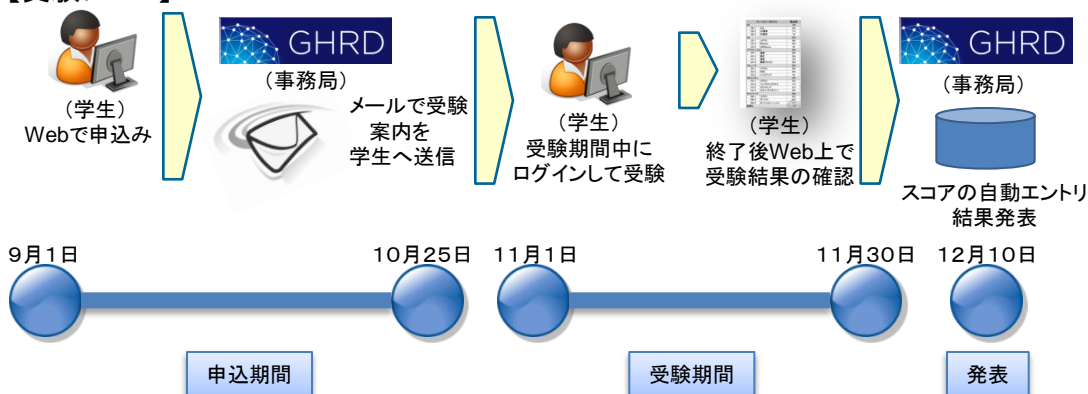 GHRD
GHRD
(学生)
Webで申込み
(事務局)
メールで受験
案内を
学生へ送信
(学生)
受験期間中に
ログインして受験
(学生)
終了後Web上で
受験結果の確認
(事務局)
スコアの自動エントリ
結果発表
9月1日
10月25日
11月1日
11月30日
12月10日
申込期間
受験期間
発表